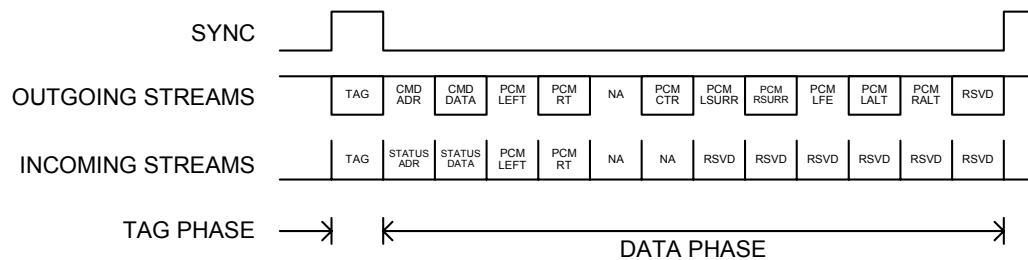 SYNC
OUTGOING STREAMS
TAG
CMD
ADR
CMD
DATA
PCM
LEFT
PCM
RT
NA
PCM
CTR
PCM
LSURR
PCM
RSURR
PCM
LFE
PCM
LALT
PCM
RALT
RSVD
INCOMING STREAMS
TAG
STATUS
ADR
STATUS
DATA
PCM
LEFT
PCM
RT
NA
NA
RSVD
RSVD
RSVD
RSVD
RSVD
RSVD
TAG PHASE
DATA PHASE